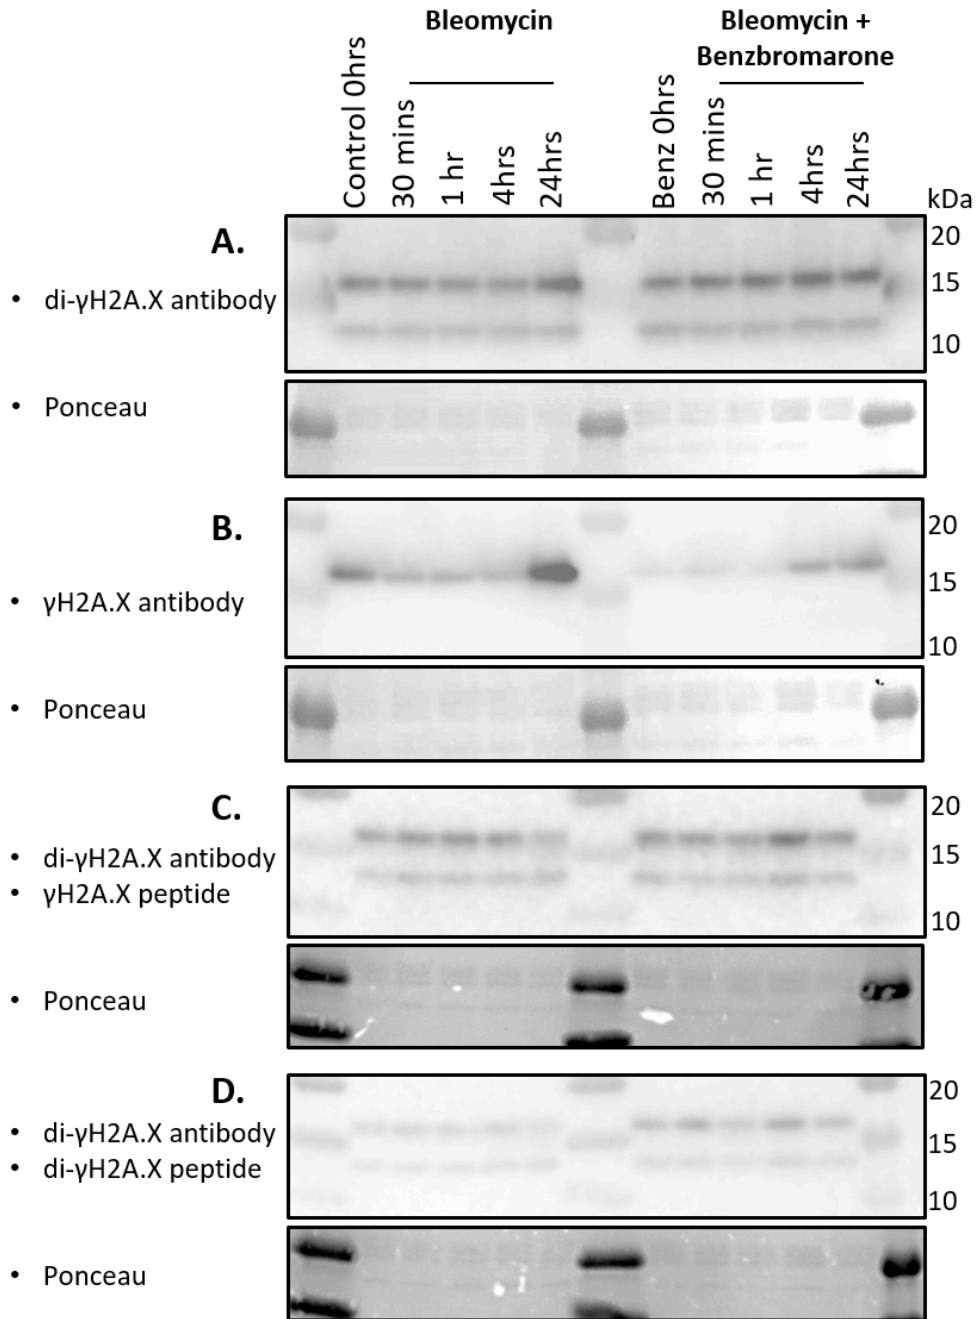 Bleomycin
Bleomycin +
Benzbromarone
Control 0hrs
30 mins
1 hr
4hrs
24hrs
Benz 0hrs
30 mins
1 hr
4hrs
24hrs
kDa
A.
• di-γH2A.X antibody
20
15
10
• Ponceau
B.
• γH2A.X antibody
20
15
10
• Ponceau
C.
• di-γH2A.X antibody
• γH2A.X peptide
20
15
10
• Ponceau
D.
• di-γH2A.X antibody
• di-γH2A.X peptide
20
15
10
• Ponceau